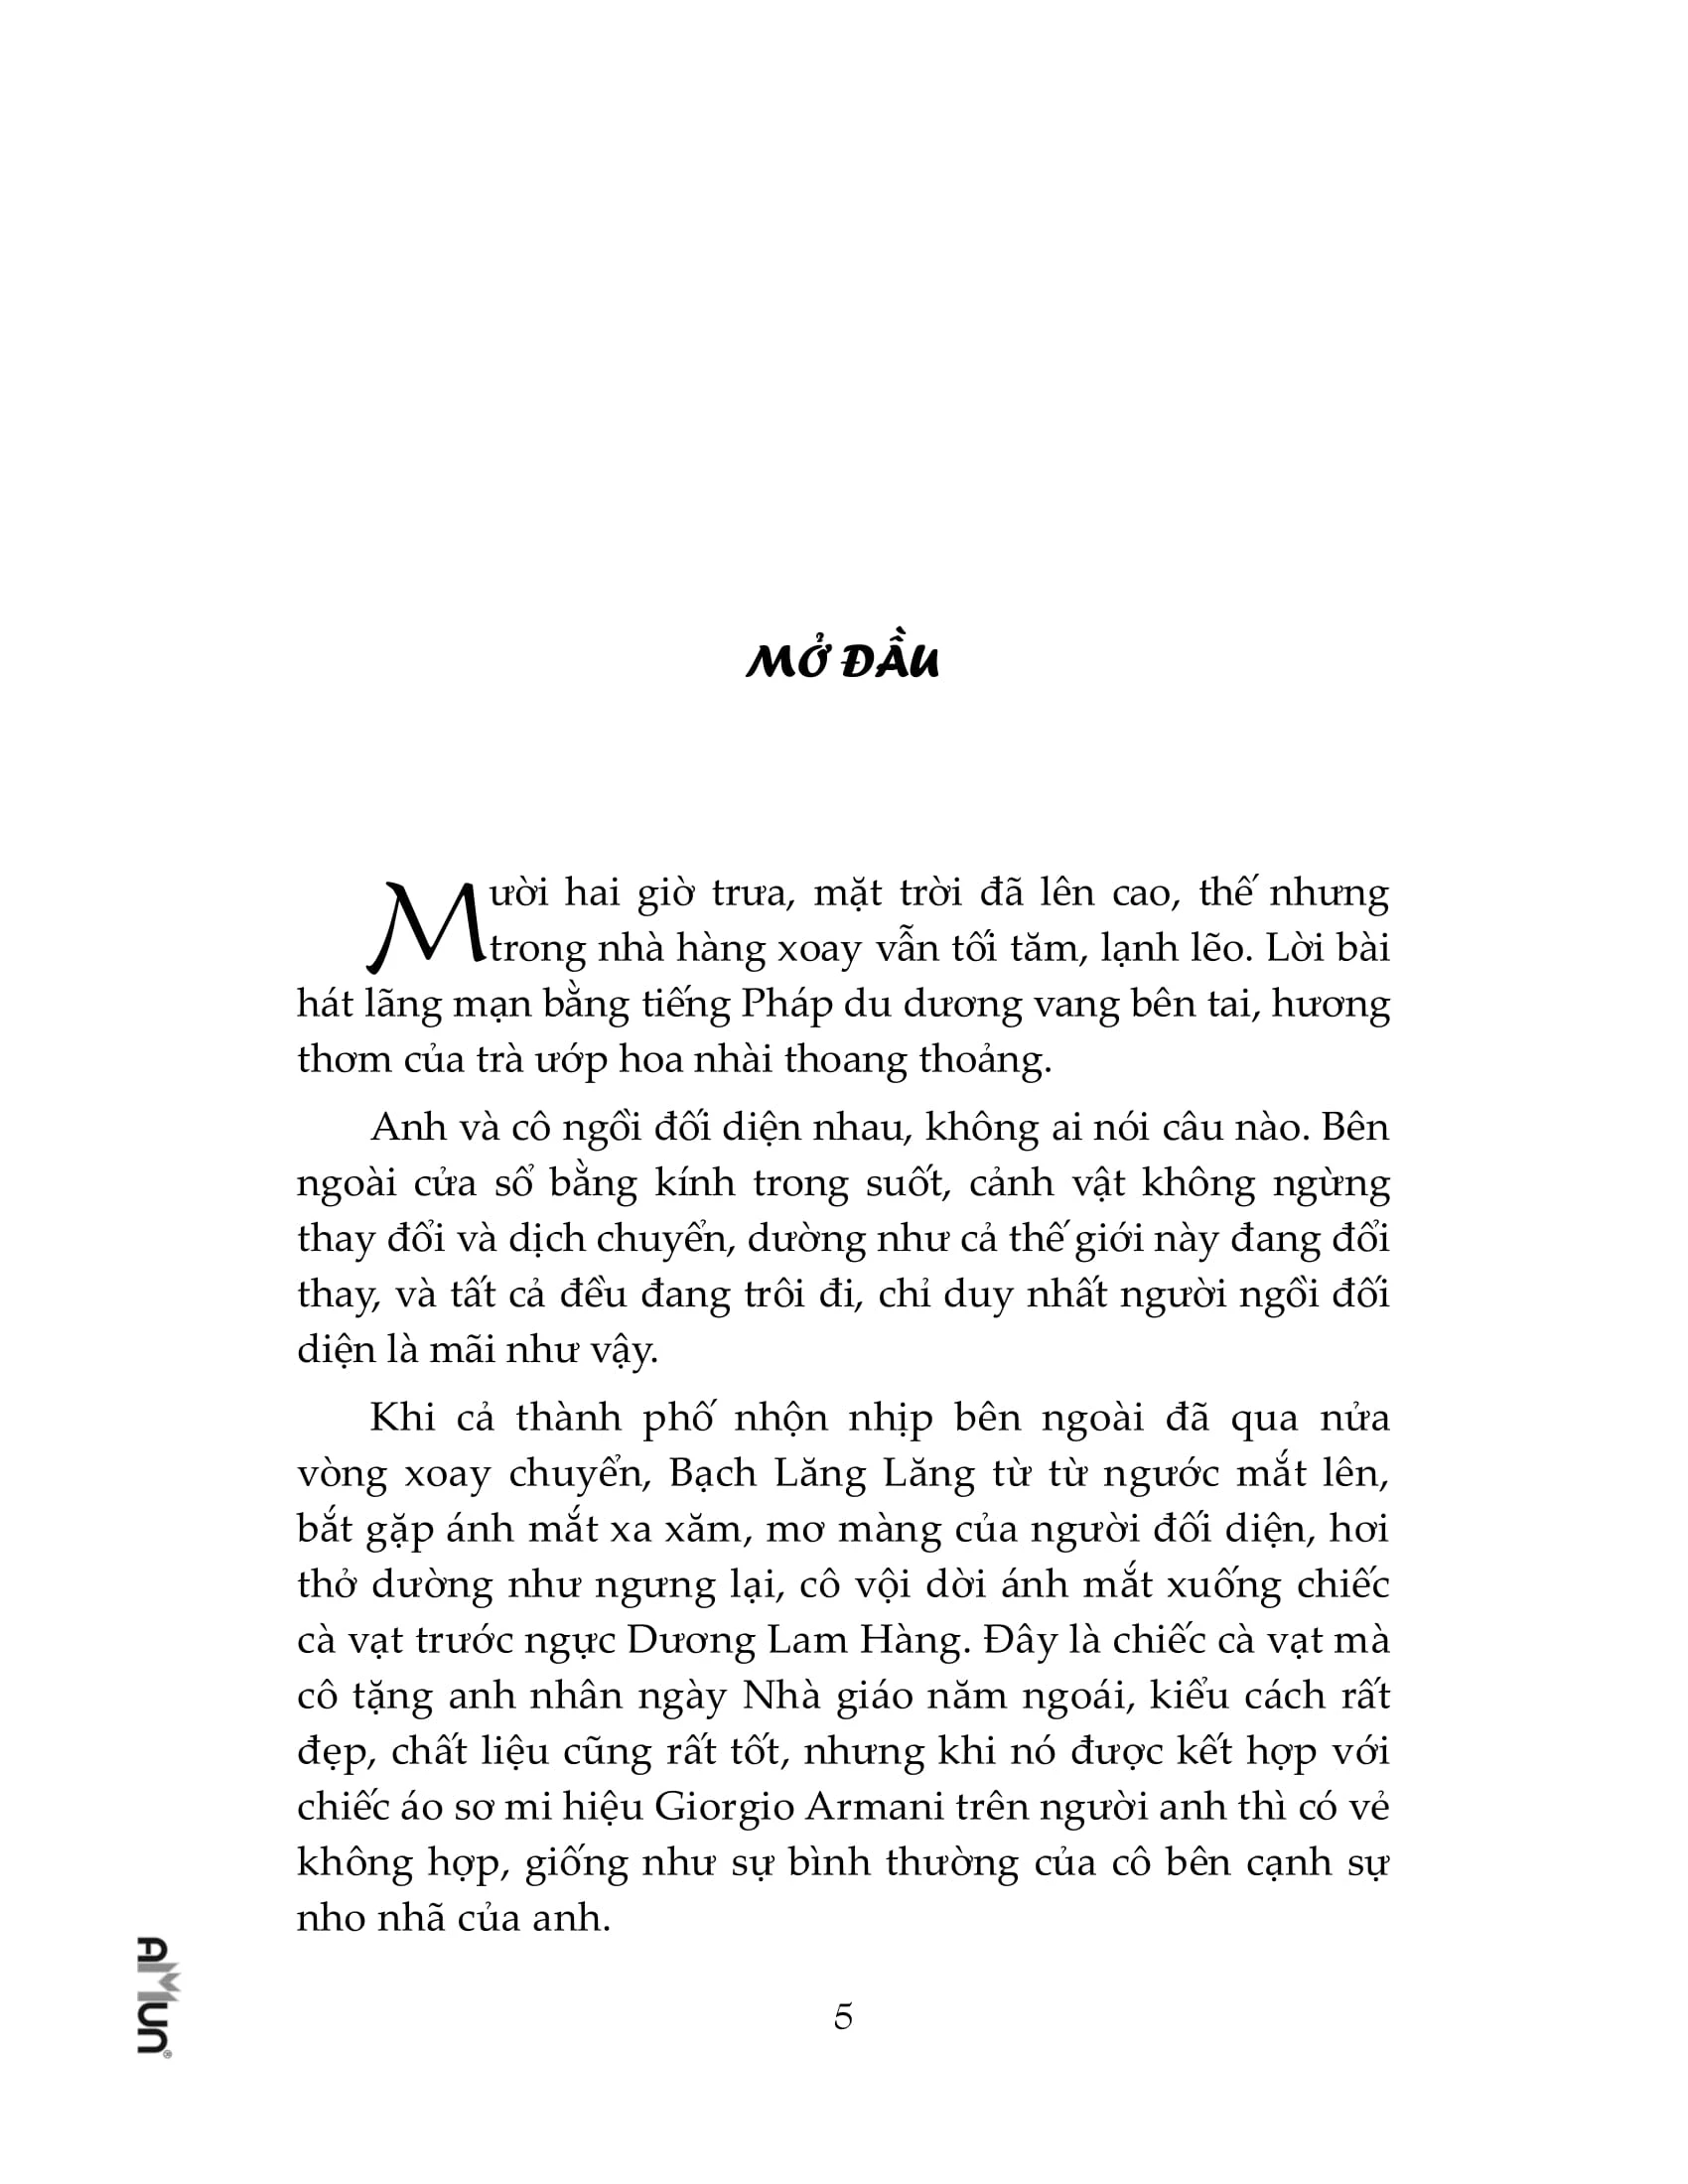 MỞ ĐẦU
Mười hai giờ trưa, mặt trời đã lên cao, thế nhưng
trong nhà hàng xoay vẫn tối tăm, lạnh lẽo. Lời bài
hát lãng mạn bằng tiếng Pháp du dương vang bên tai, hương
thơm của trà ướp hoa nhài thoang thoảng.
Anh và cô ngồi đối diện nhau, không ai nói câu nào. Bên
ngoài cửa sổ bằng kính trong suốt, cảnh vật không ngừng
thay đổi và dịch chuyển, dường như cả thế giới này đang đổi
thay, và tất cả đều đang trôi đi, chỉ duy nhất người ngồi đối
diện là mãi như vậy.
Khi cả thành phố nhộn nhịp bên ngoài đã qua nửa
vòng xoay chuyển, Bạch Lăng Lăng từ từ ngước mắt lên,
bắt gặp ánh mắt xa xăm, mơ màng của người đối diện, hơi
thở dường như ngưng lại, cô vội dời ánh mắt xuống chiếc
cà vạt trước ngực Dương Lam Hàng. Đây là chiếc cà vạt mà
cô tặng anh nhân ngày Nhà giáo năm ngoái, kiểu cách rất
đẹp, chất liệu cũng rất tốt, nhưng khi nó được kết hợp với
chiếc áo sơ mi hiệu Giorgio Armani trên người anh thì có vẻ
không hợp, giống như sự bình thường của cô bên cạnh sự
nho nhã của anh.
AMUN®
5